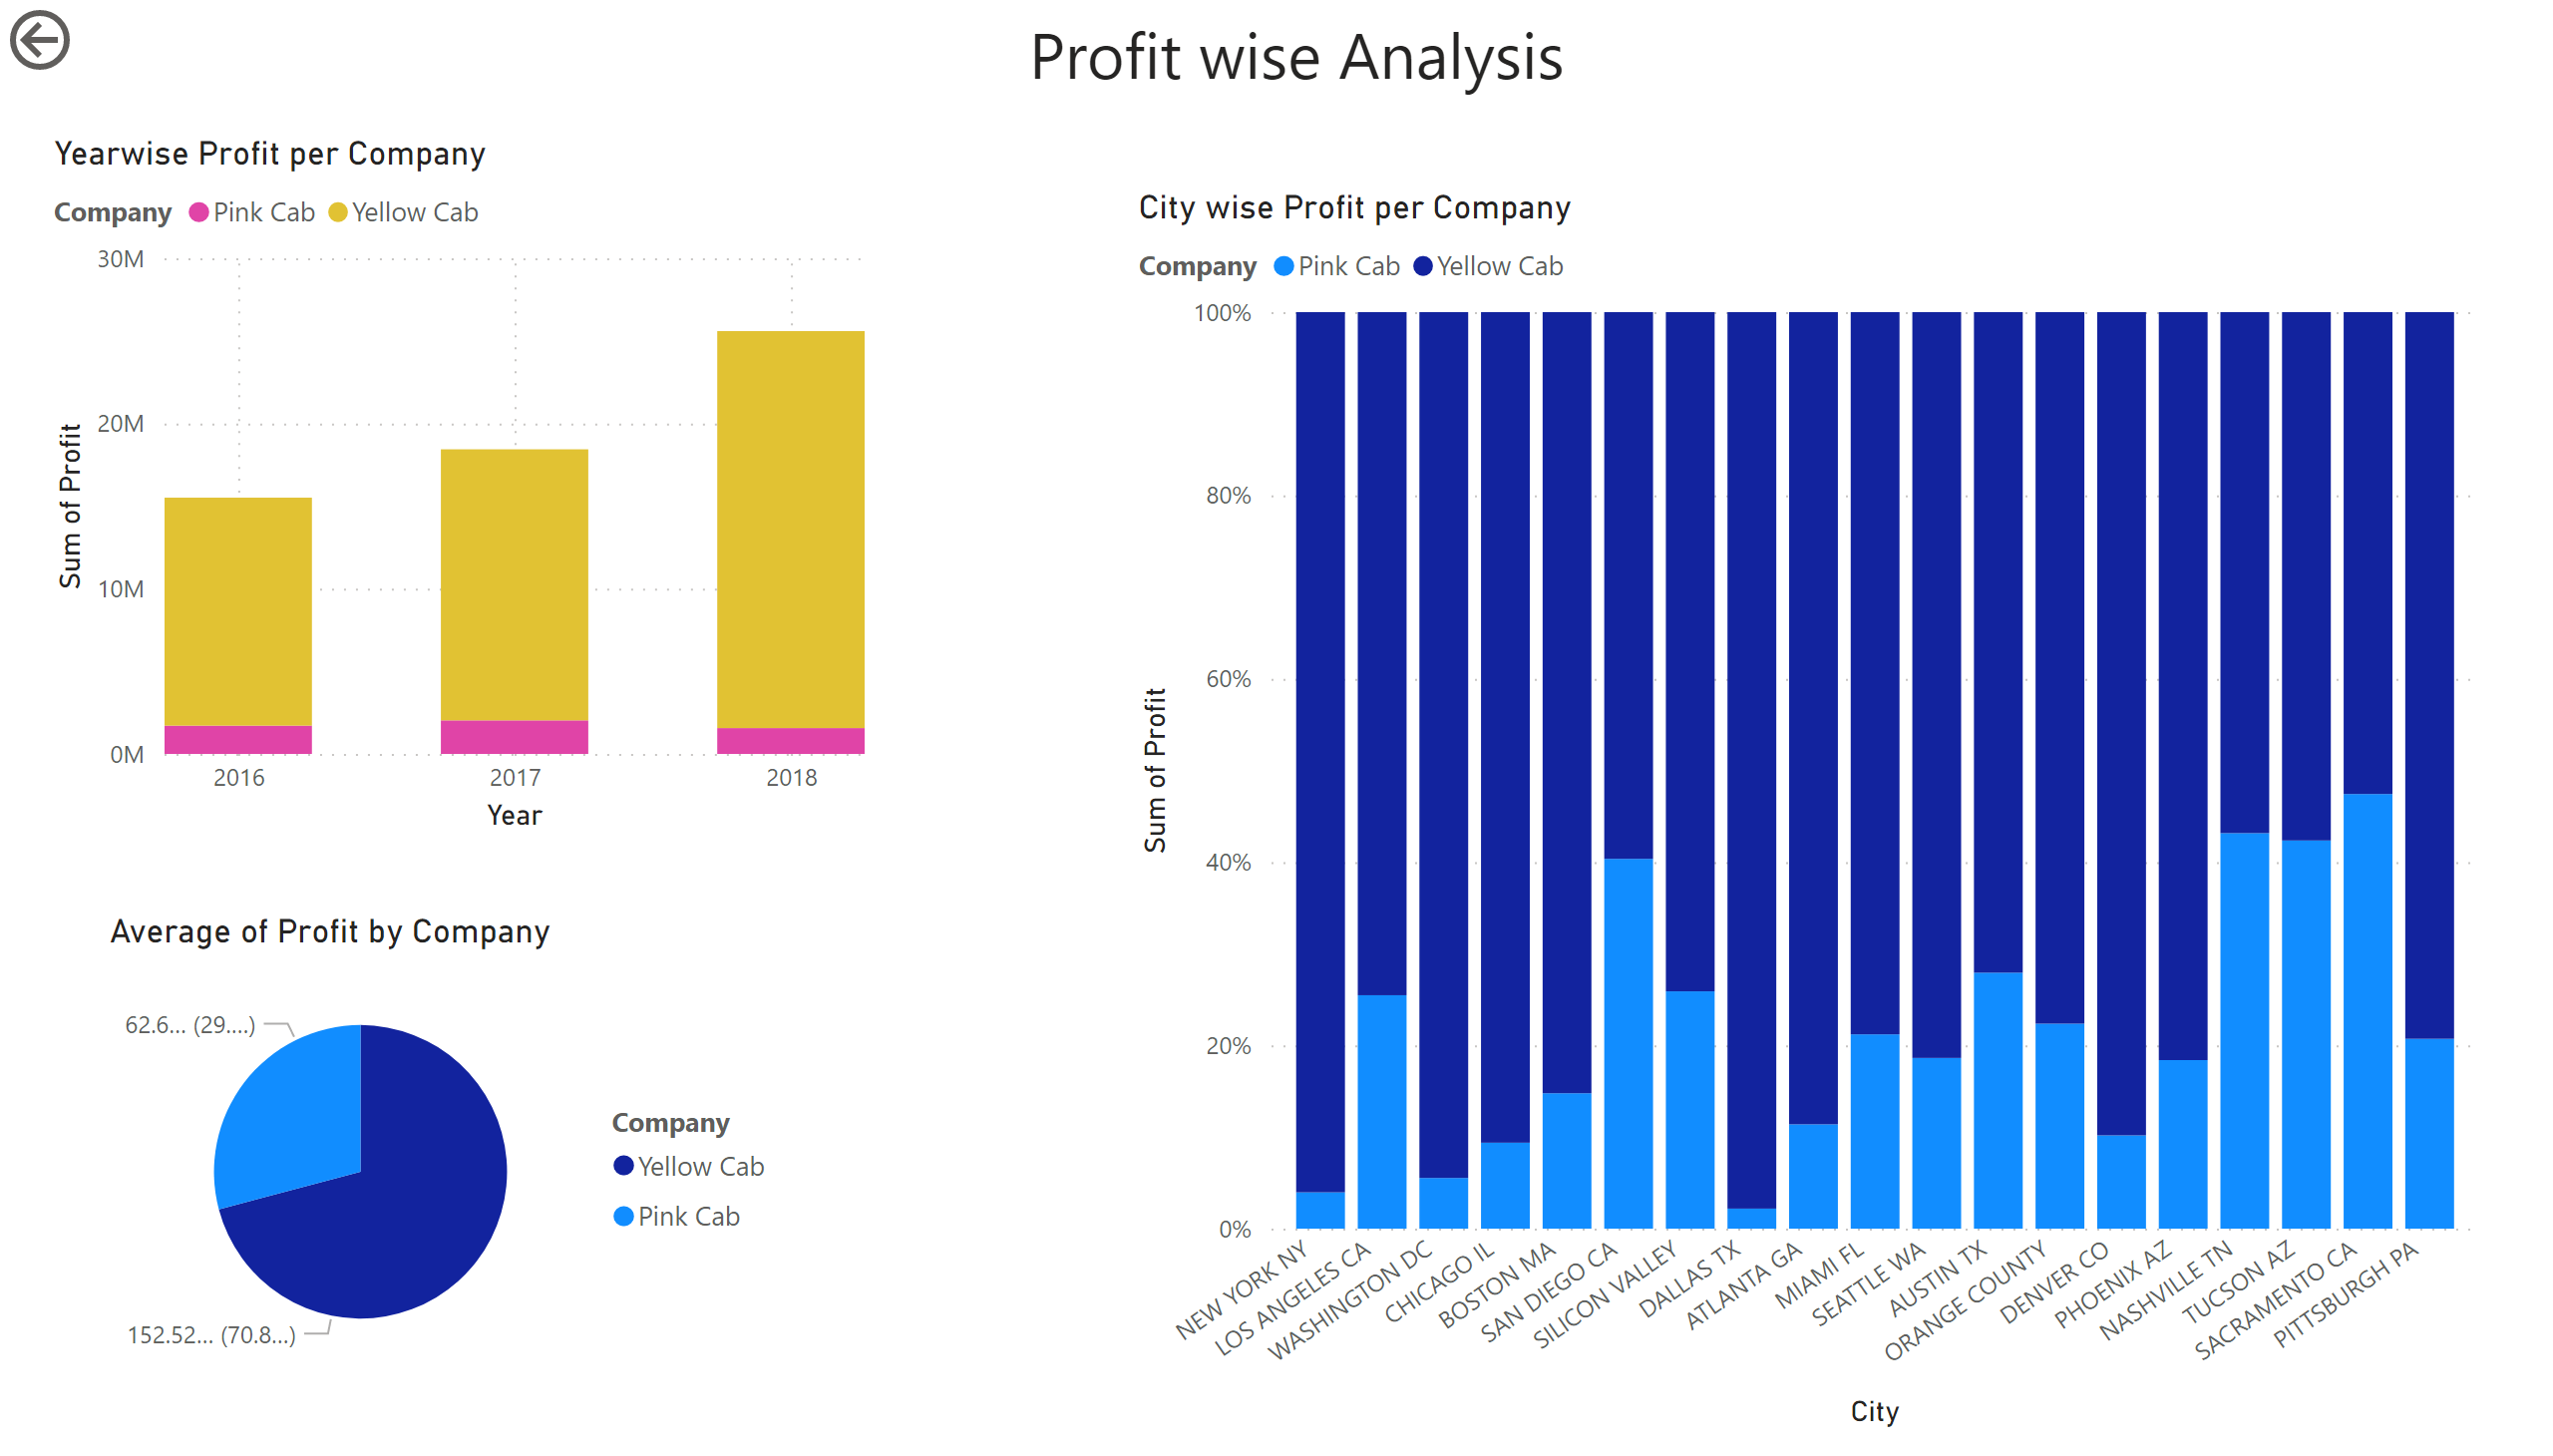 Profit wise Analysis
Yearwise Profit per Company
Company Pink Cab Yellow Cab
30M
20M
10M
0M
Sum of Profit
2016 2017 2018
Year
Average of Profit by Company
62.6... (29....)
152.52... (70.8...)
Company
Yellow Cab
Pink Cab
City wise Profit per Company
Company Pink Cab Yellow Cab
100%
80%
60%
40%
20%
0%
Sum of Profit
NEW YORK NY
LOS ANGELES CA
WASHINGTON DC
CHICAGO IL
BOSTON MA
SAN DIEGO CA
SILICON VALLEY
DALLAS TX
ATLANTA GA
MIAMI FL
SEATTLE WA
AUSTIN TX
ORANGE COUNTY
DENVER CO
PHOENIX AZ
NASHVILLE TN
TUCSON AZ
SACRAMENTO CA
PITTSBURGH PA
City